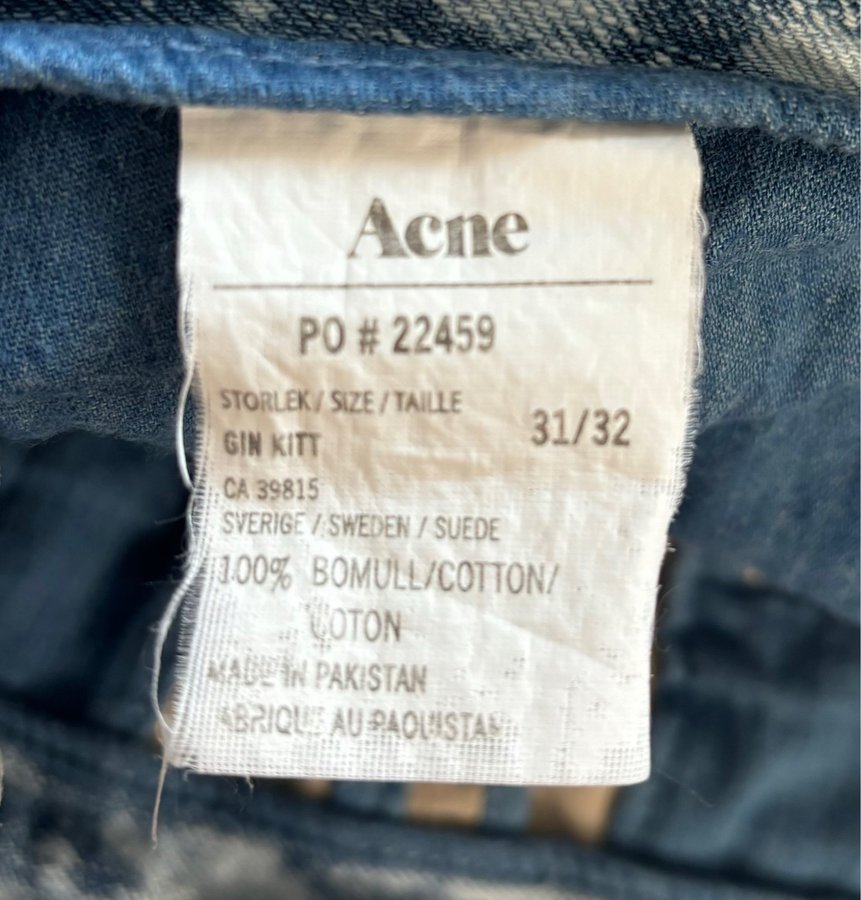 Acne
PO # 22459
STORLEK / SIZE / TAILLE
31/32
GIN KITT
CA 39815
SVERIGE / SWEDEN / SUEDE
100% BOMULL/COTTON/
COTON
MADE IN PAKISTAN
ABRIQUE AU PAQUISTAN